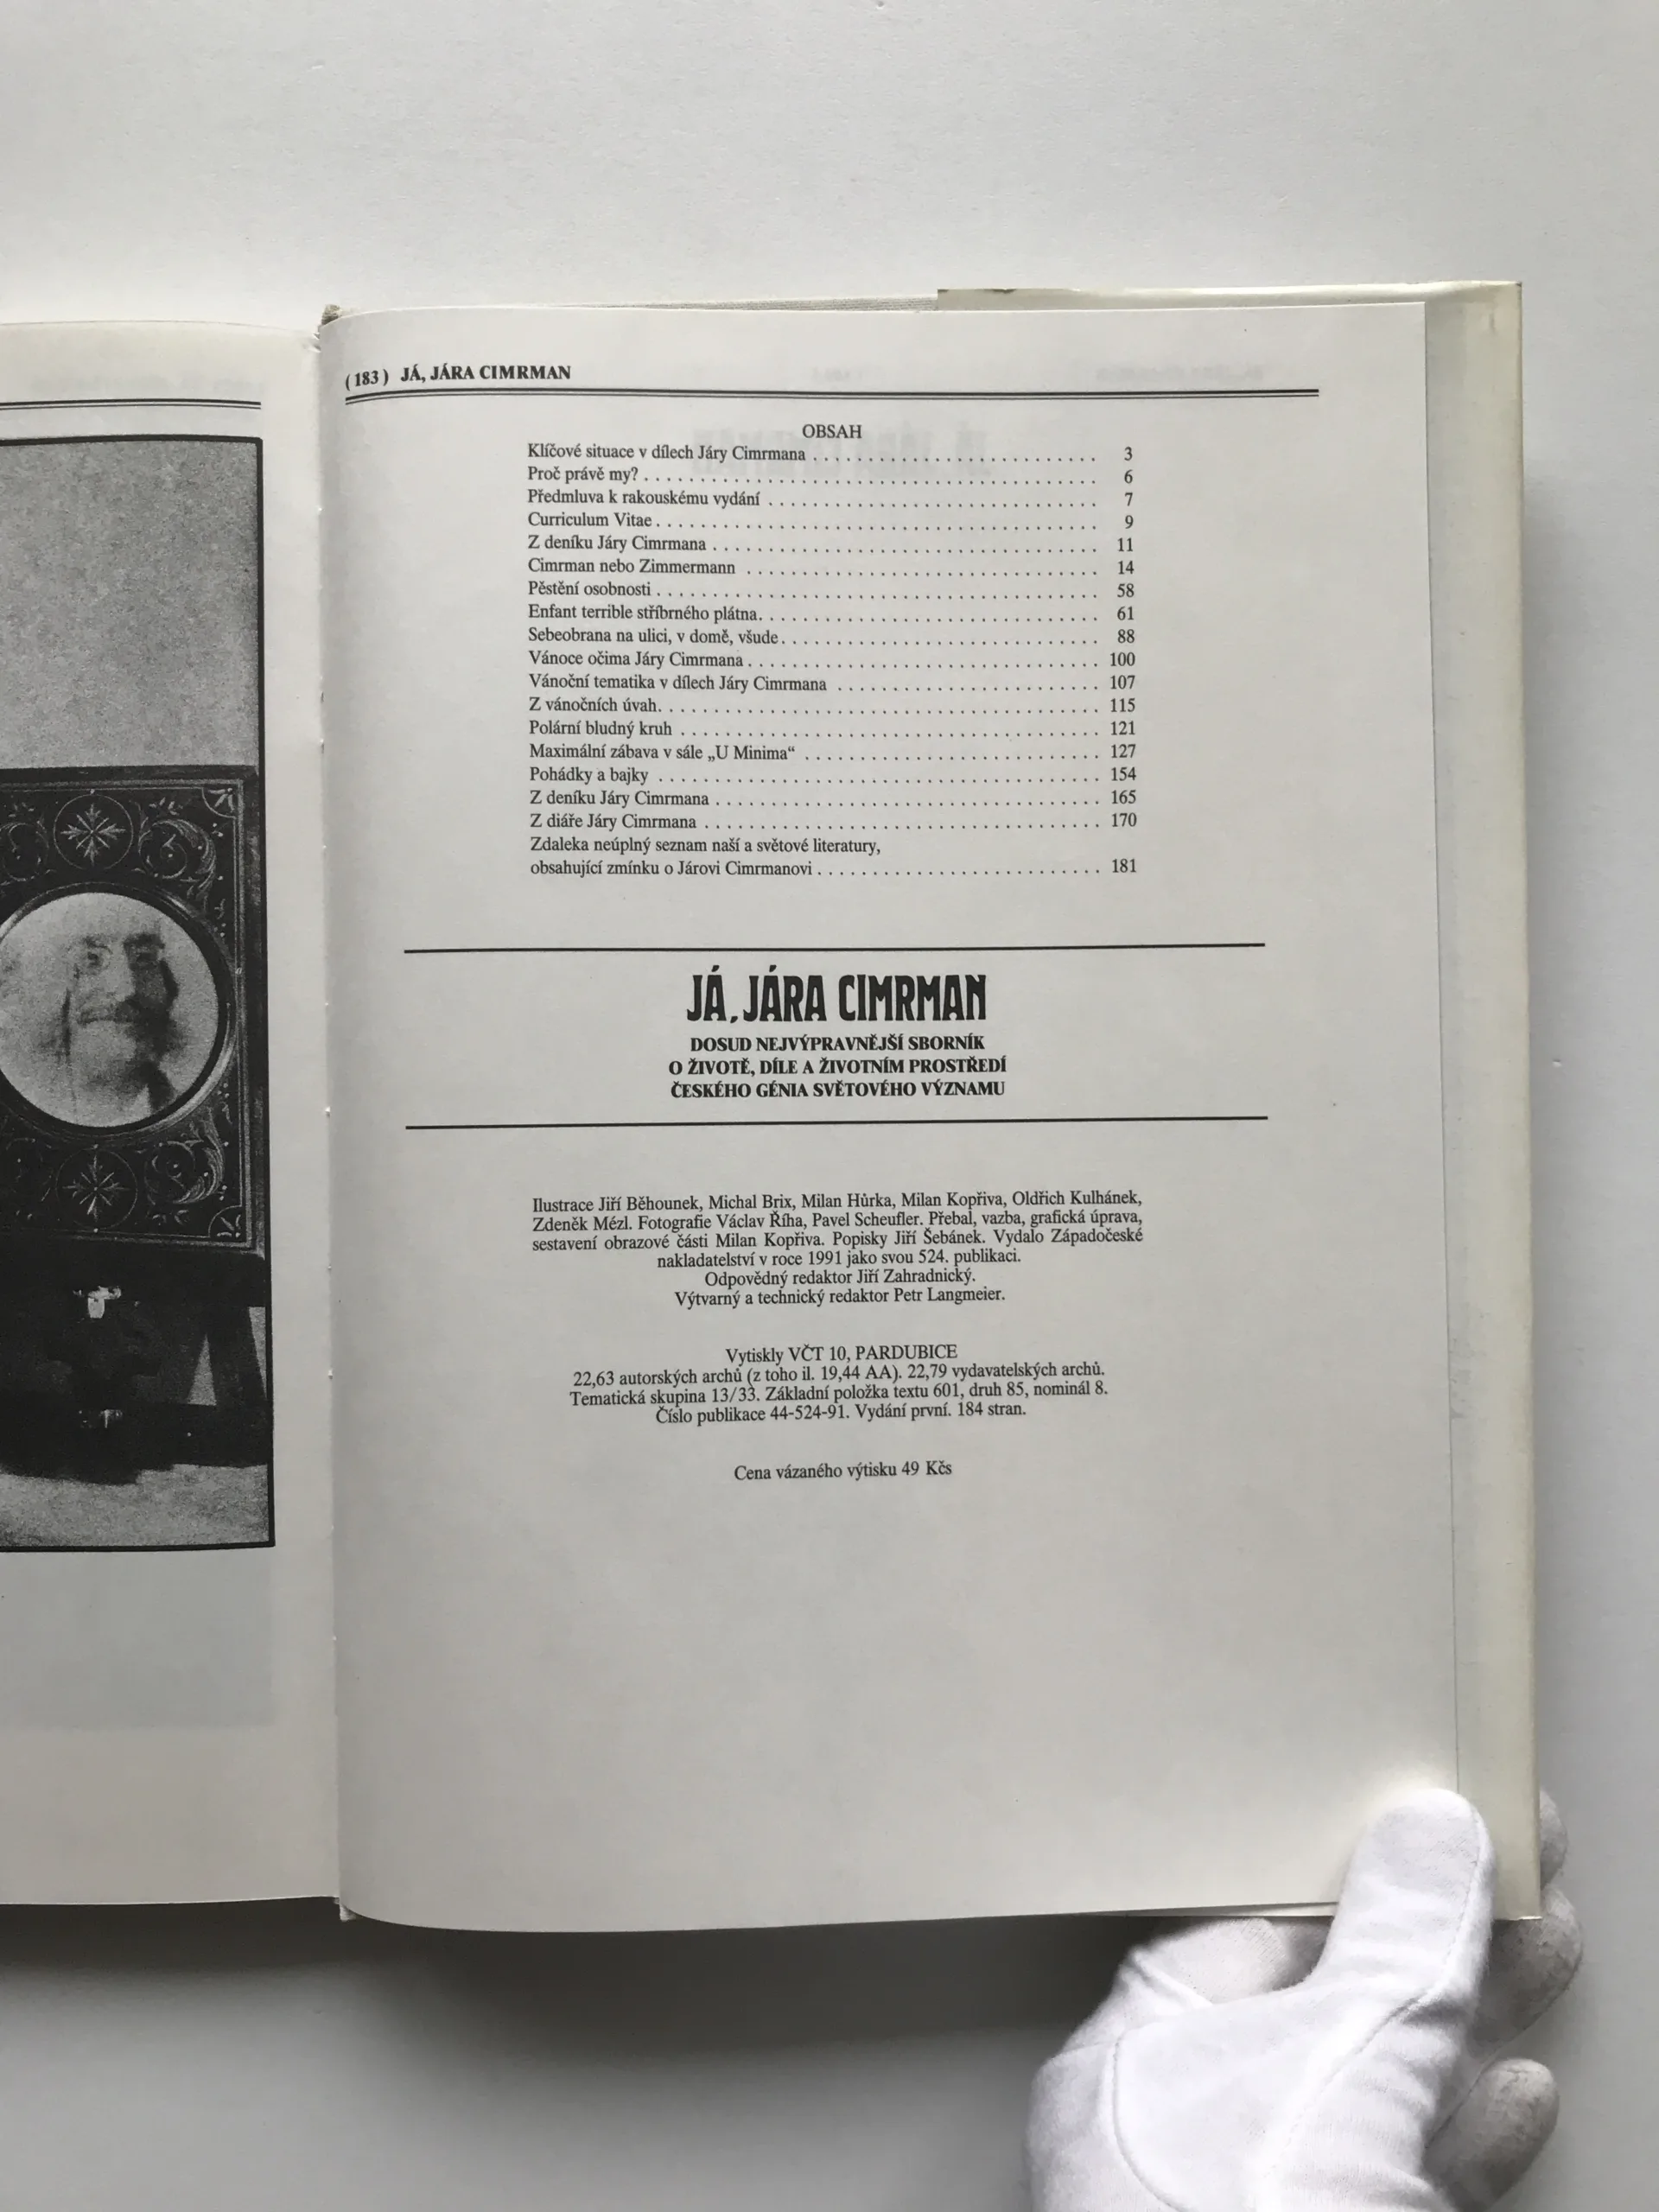 (183) JÁ, JÁRA CIMRMAN
OBSAH
Klíčové situace v dílech Járy Cimrmana . . . . . . . . . . . . . . . . . . . . . . . . . . 3
Proč právě my? . . . . . . . . . . . . . . . . . . . . . . . . . . . . . . . . . . . . . . . . . 6
Předmluva k rakouskému vydání . . . . . . . . . . . . . . . . . . . . . . . . . . . . . . 7
Curriculum Vitae . . . . . . . . . . . . . . . . . . . . . . . . . . . . . . . . . . . . . . . . 9
Z deníku Járy Cimrmana . . . . . . . . . . . . . . . . . . . . . . . . . . . . . . . . . . . 11
Cimrman nebo Zimmermann . . . . . . . . . . . . . . . . . . . . . . . . . . . . . . . . 14
Pěstění osobnosti . . . . . . . . . . . . . . . . . . . . . . . . . . . . . . . . . . . . . . . . 58
Enfant terrible stříbrného plátna. . . . . . . . . . . . . . . . . . . . . . . . . . . . . . . 61
Sebeobrana na ulici, v domě, všude . . . . . . . . . . . . . . . . . . . . . . . . . . . . . 88
Vánoce očima Járy Cimrmana . . . . . . . . . . . . . . . . . . . . . . . . . . . . . . . . 100
Vánoční tematika v dílech Járy Cimrmana . . . . . . . . . . . . . . . . . . . . . . . . 107
Z vánočních úvah. . . . . . . . . . . . . . . . . . . . . . . . . . . . . . . . . . . . . . . . 115
Polární bludný kruh . . . . . . . . . . . . . . . . . . . . . . . . . . . . . . . . . . . . . . 121
Maximální zábava v sále „U Minima“ . . . . . . . . . . . . . . . . . . . . . . . . . . . 127
Pohádky a bajky . . . . . . . . . . . . . . . . . . . . . . . . . . . . . . . . . . . . . . . . 154
Z deníku Járy Cimrmana . . . . . . . . . . . . . . . . . . . . . . . . . . . . . . . . . . . 165
Z diáře Járy Cimrmana . . . . . . . . . . . . . . . . . . . . . . . . . . . . . . . . . . . . 170
Zdaleka neúplný seznam naší a světové literatury,
obsahující zmínku o Járovi Cimrmanovi . . . . . . . . . . . . . . . . . . . . . . . . . . 181
JÁ, JÁRA CIMRMAN
DOSUD NEJVÝPRAVNĚJŠÍ SBORNÍK
O ŽIVOTĚ, DÍLE A ŽIVOTNÍM PROSTŘEDÍ
ČESKÉHO GÉNIA SVĚTOVÉHO VÝZNAMU
Ilustrace Jiří Běhounek, Michal Brix, Milan Hůrka, Milan Kopřiva, Oldřich Kulhánek,
Zdeněk Mézl. Fotografie Václav Říha, Pavel Scheufler. Přebal, vazba, grafická úprava,
sestavení obrazové části Milan Kopřiva. Popisky Jiří Šebánek. Vydalo Západočeské
nakladatelství v roce 1991 jako svou 524. publikaci.
Odpovědný redaktor Jiří Zahradnický.
Výtvarný a technický redaktor Petr Langmeier.
Vytiskly VČT 10, PARDUBICE
22,63 autorských archů (z toho il. 19,44 AA). 22,79 vydavatelských archů.
Tematická skupina 13/33. Základní položka textu 601, druh 85, nominál 8.
Číslo publikace 44-524-91. Vydání první. 184 stran.
Cena vázaného výtisku 49 Kčs